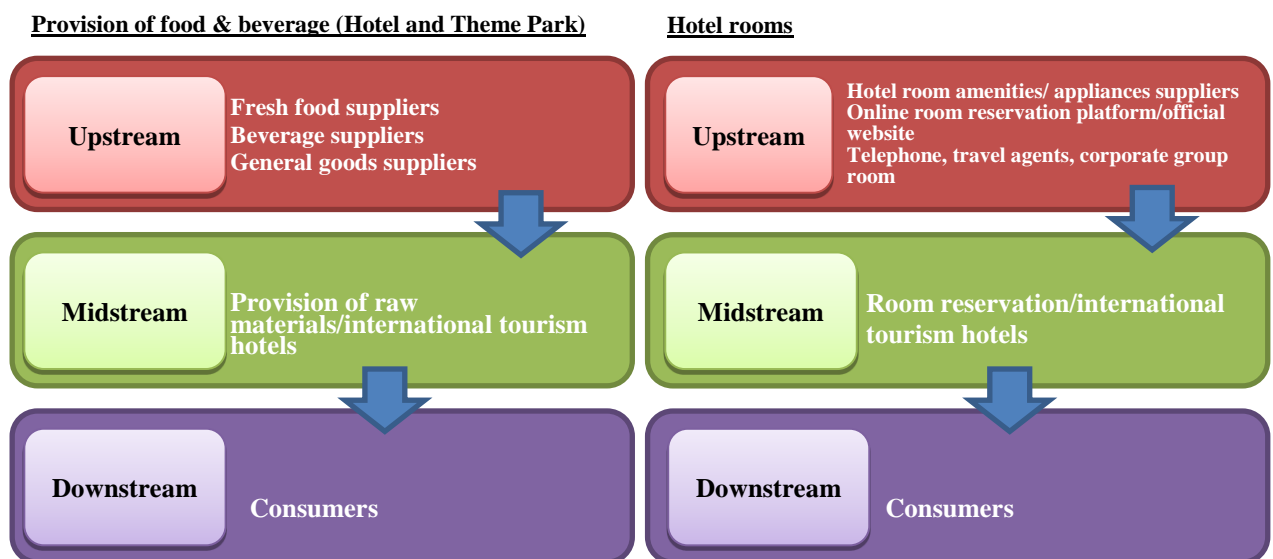 Provision of food & beverage (Hotel and Theme Park)
Upstream
Fresh food suppliers
Beverage suppliers
General goods suppliers
Midstream
Provision of raw
materials/international tourism
hotels
Downstream
Consumers
Hotel rooms
Upstream
Hotel room amenities/ appliances suppliers
Online room reservation platform/official
website
Telephone, travel agents, corporate group
room
Midstream
Room reservation/international
tourism hotels
Downstream
Consumers